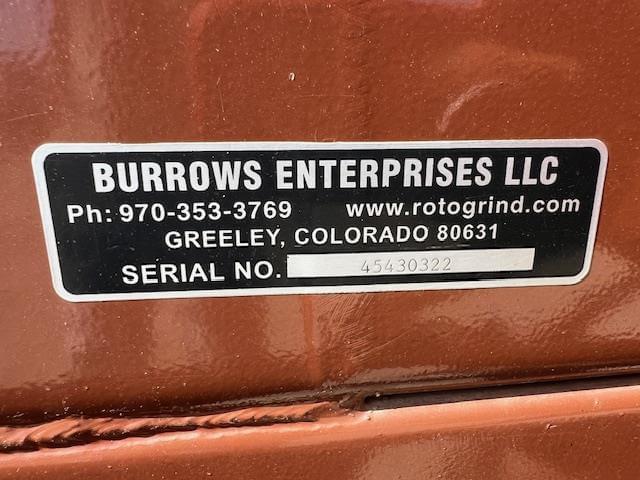 BURROWS ENTERPRISES LLC
Ph: 970-353-3769 www.rotogrind.com
GREELEY, COLORADO 80631
SERIAL NO. 45430322